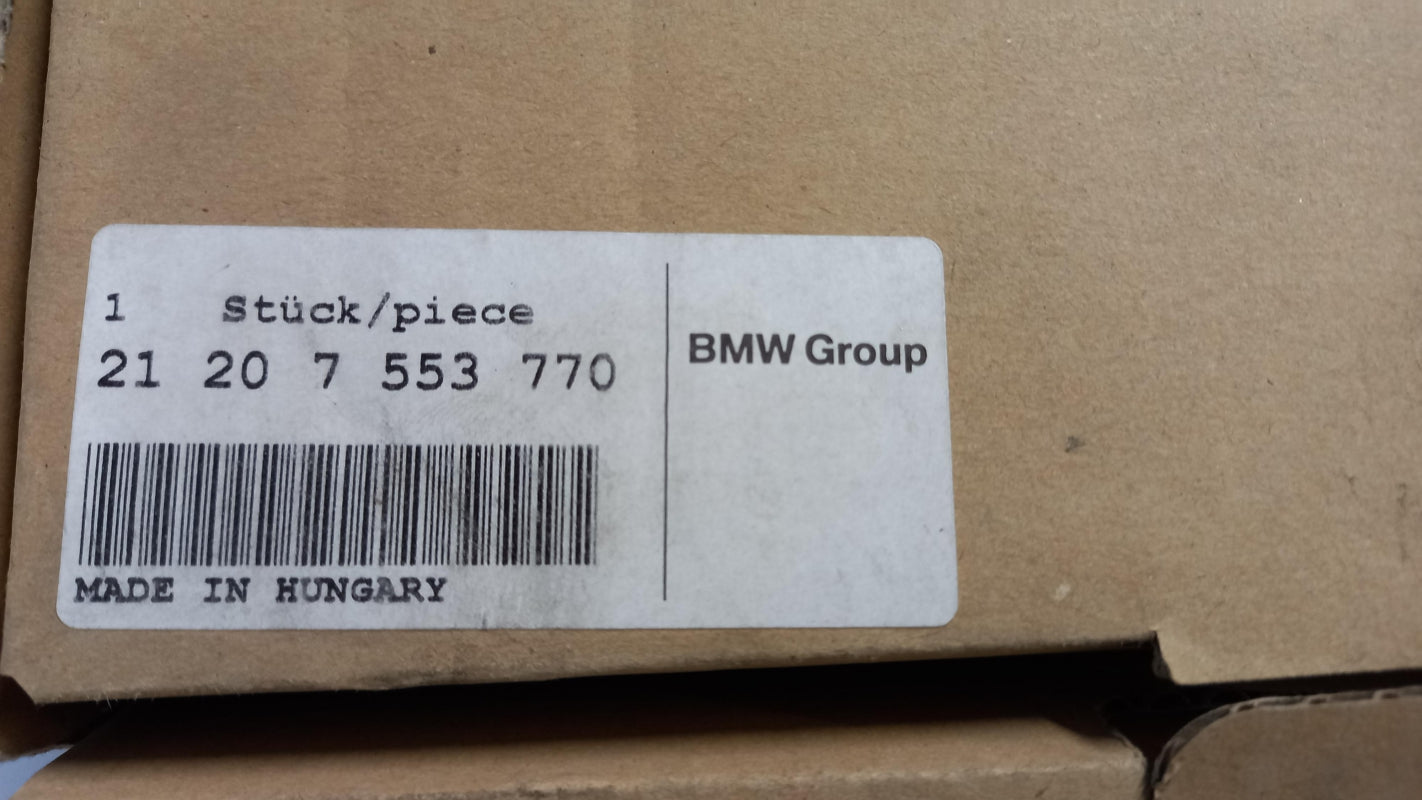 1 Stück/piece
21 20 7 553 770
MADE IN HUNGARY
BMW Group